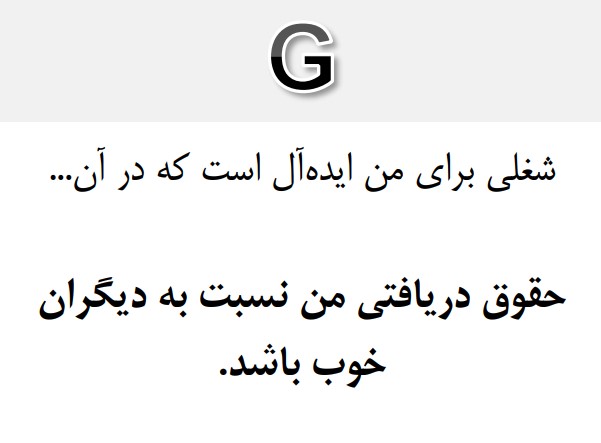 G
شغلی برای من ایده‌آل است که در آن...
حقوق دریافتی من نسبت به دیگران
خوب باشد.